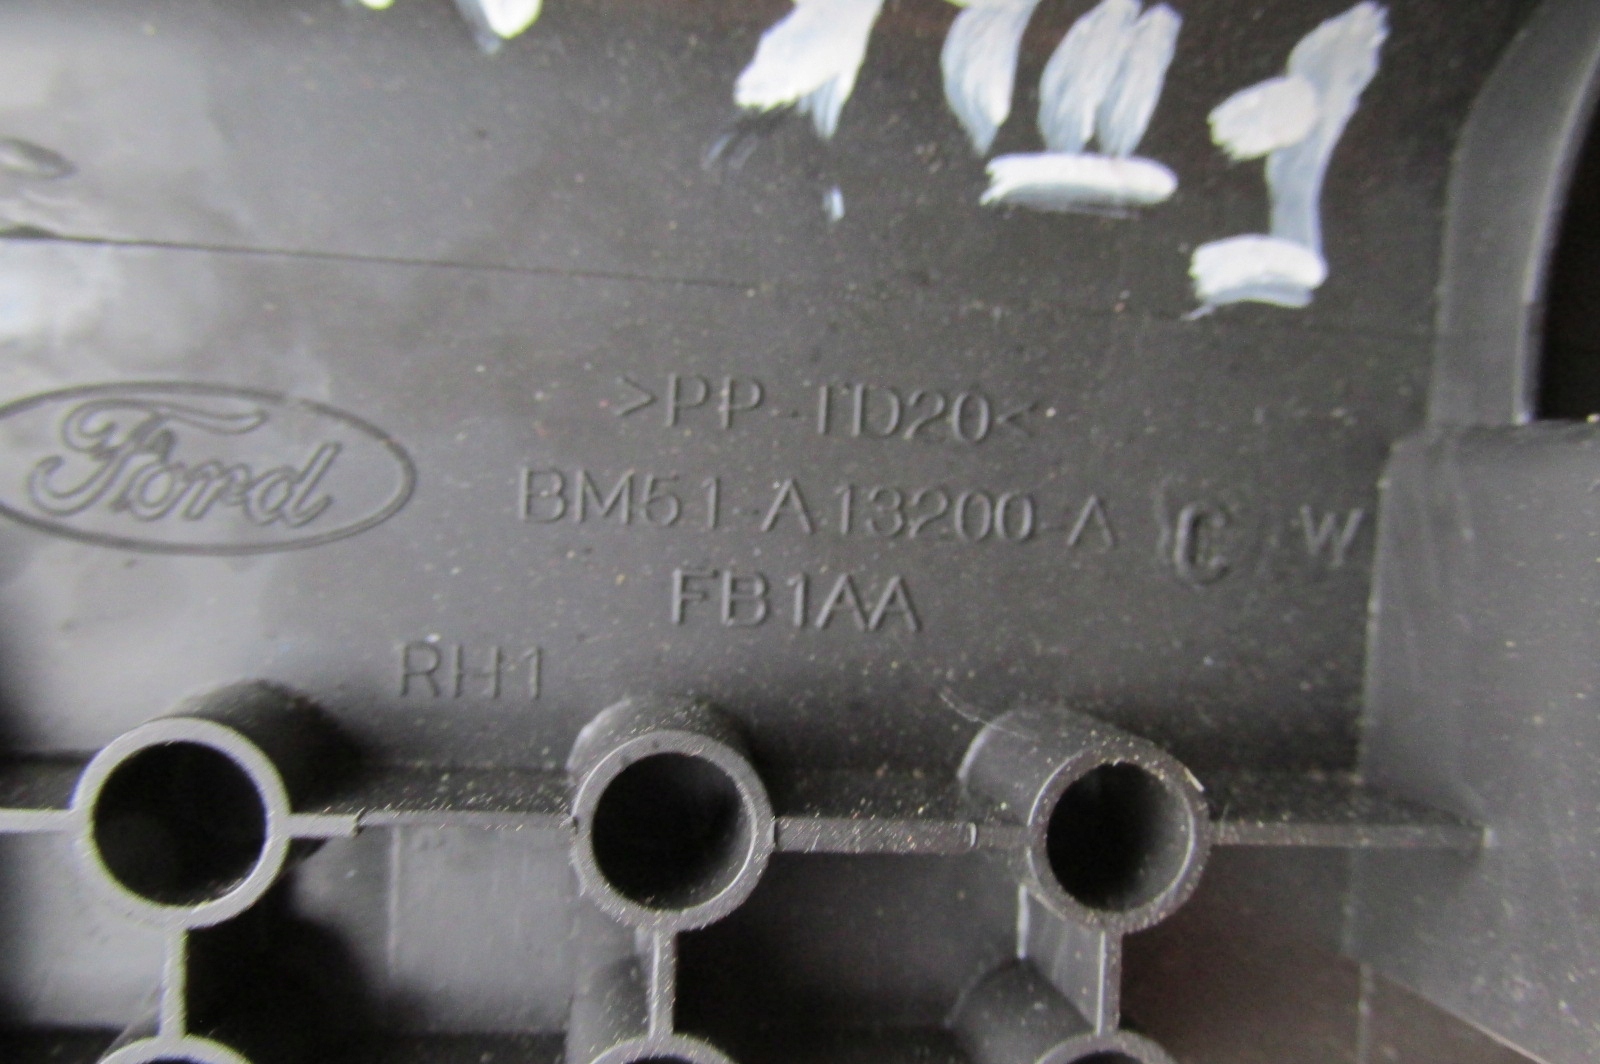 >PP-TD20<
Ford
BM51-A13200-A C W
FB1AA
RH1